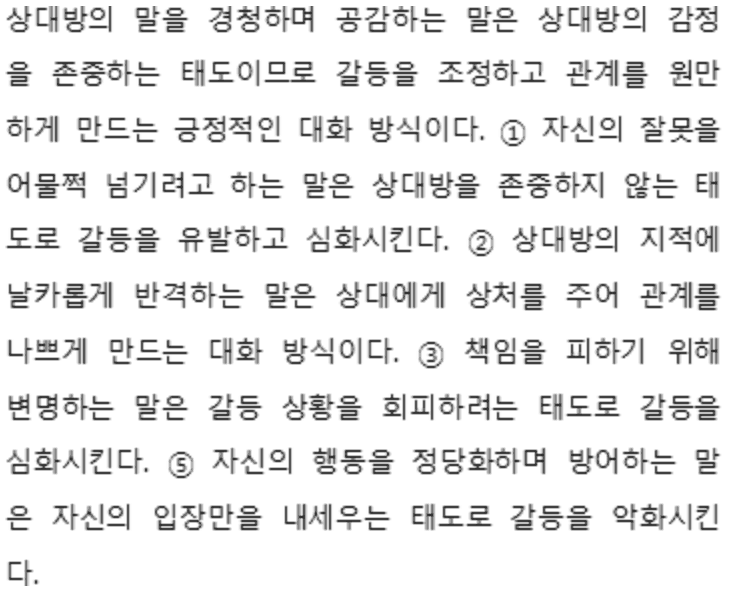 상대방의 말을 경청하며 공감하는 말은 상대방의 감정
을 존중하는 태도이므로 갈등을 조정하고 관계를 원만
하게 만드는 긍정적인 대화 방식이다. ① 자신의 잘못을
어물쩍 넘기려고 하는 말은 상대방을 존중하지 않는 태
도로 갈등을 유발하고 심화시킨다. ② 상대방의 지적에
날카롭게 반격하는 말은 상대에게 상처를 주어 관계를
나쁘게 만드는 대화 방식이다. ③ 책임을 피하기 위해
변명하는 말은 갈등 상황을 회피하려는 태도로 갈등을
심화시킨다. ⑤ 자신의 행동을 정당화하며 방어하는 말
은 자신의 입장만을 내세우는 태도로 갈등을 악화시킨
다.